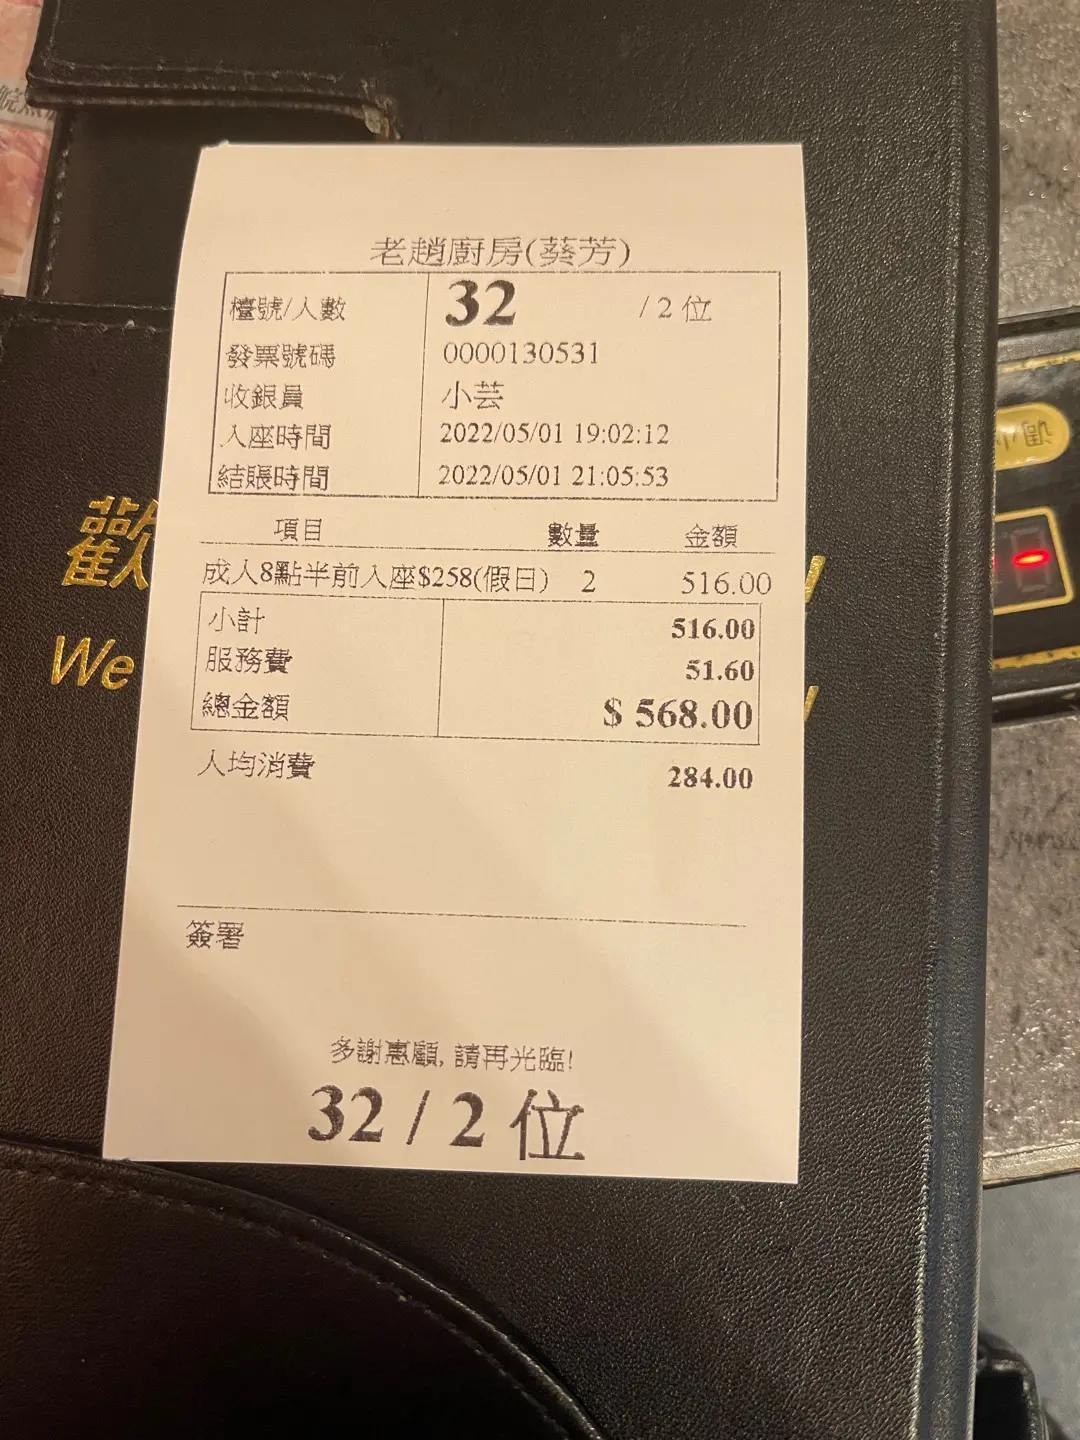 老趙廚房(葵芳)
檯號/人數 32 / 2 位
發票號碼 0000130531
收銀員 小芸
入座時間 2022/05/01 19:02:12
結賬時間 2022/05/01 21:05:53
項目 數量 金額
成人8點半前入座$258(假日) 2 516.00
小計 516.00
服務費 51.60
總金額 $ 568.00
人均消費 284.00
簽署
多謝惠顧, 請再光臨!
32 / 2 位
歡
We